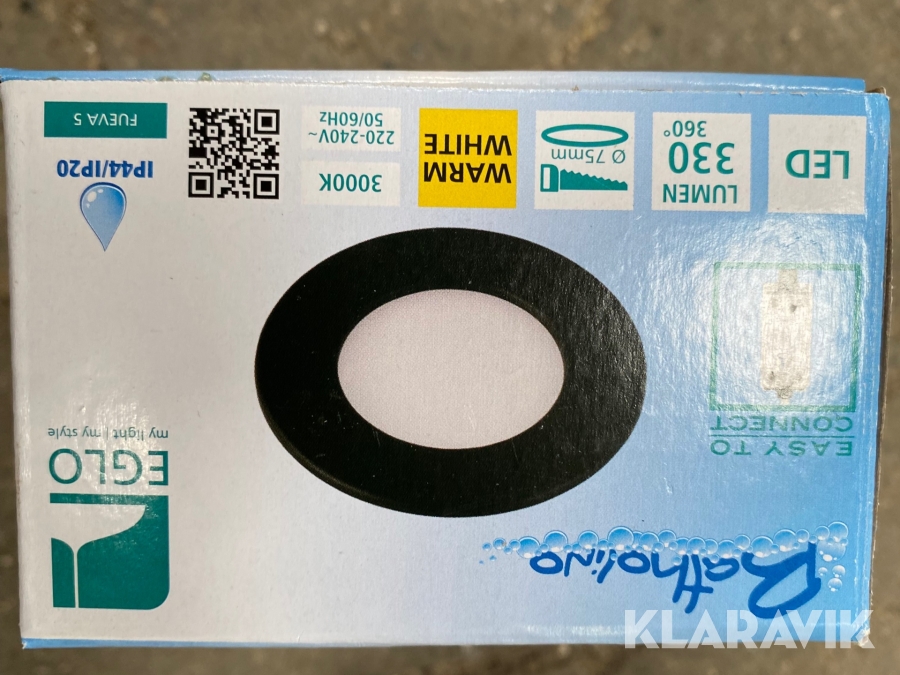 Batholino
EGLO
my light | my style
EASY TO
CONNECT
LED
LUMEN
330
360°
Ø 75mm
WARM
WHITE
3000K
220-240V~
50/60Hz
IP44/IP20
FUEVA 5
KLARAVIK